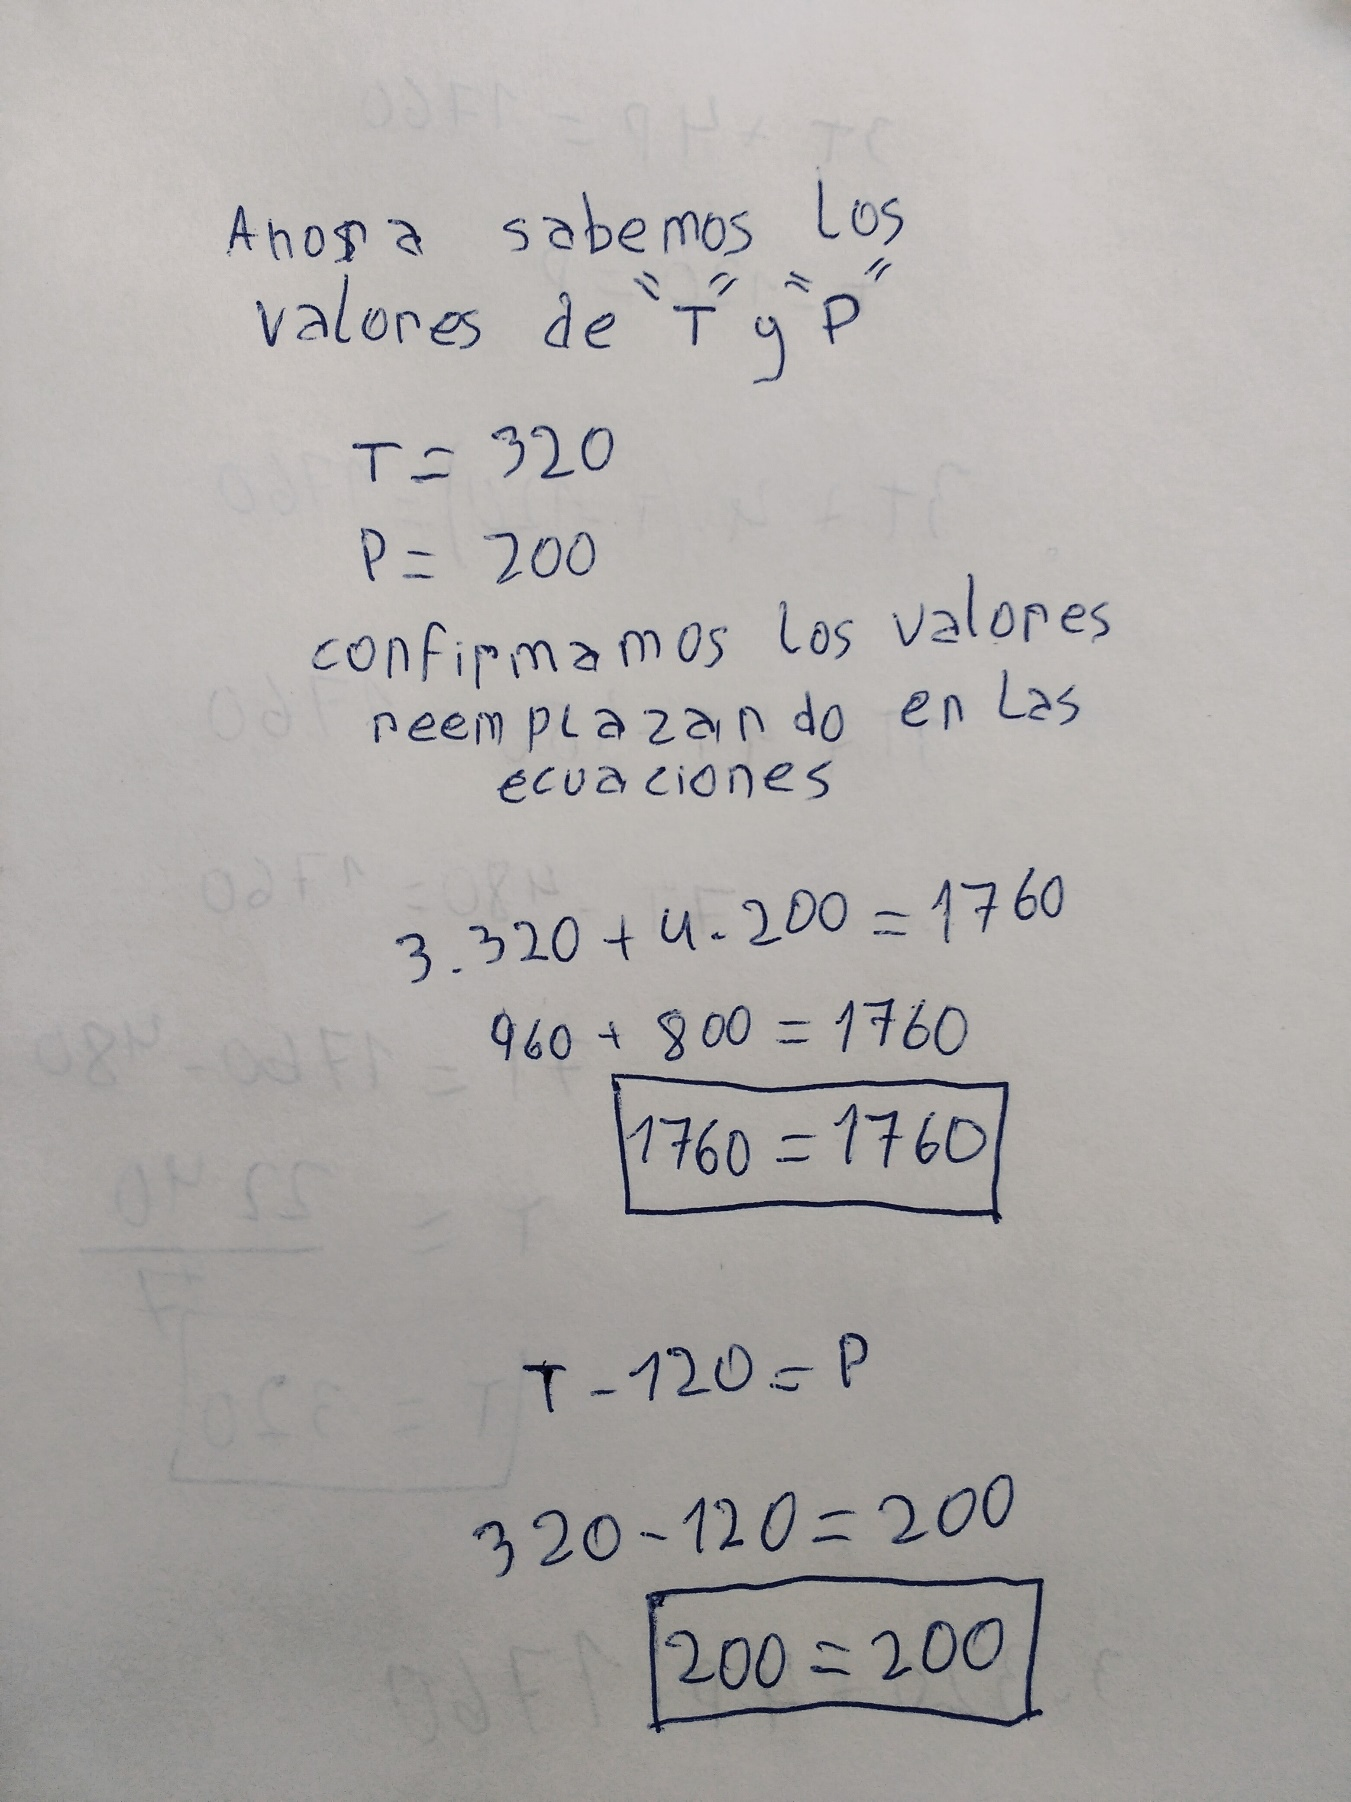 Ahora sabemos los
valores de "T" y "P"
T = 320
P = 200
confirmamos los valores
reemplazando en las
ecuaciones
3.320 + 4.200 = 1760
960 + 800 = 1760
1760 = 1760
T - 120 = P
320 - 120 = 200
200 = 200